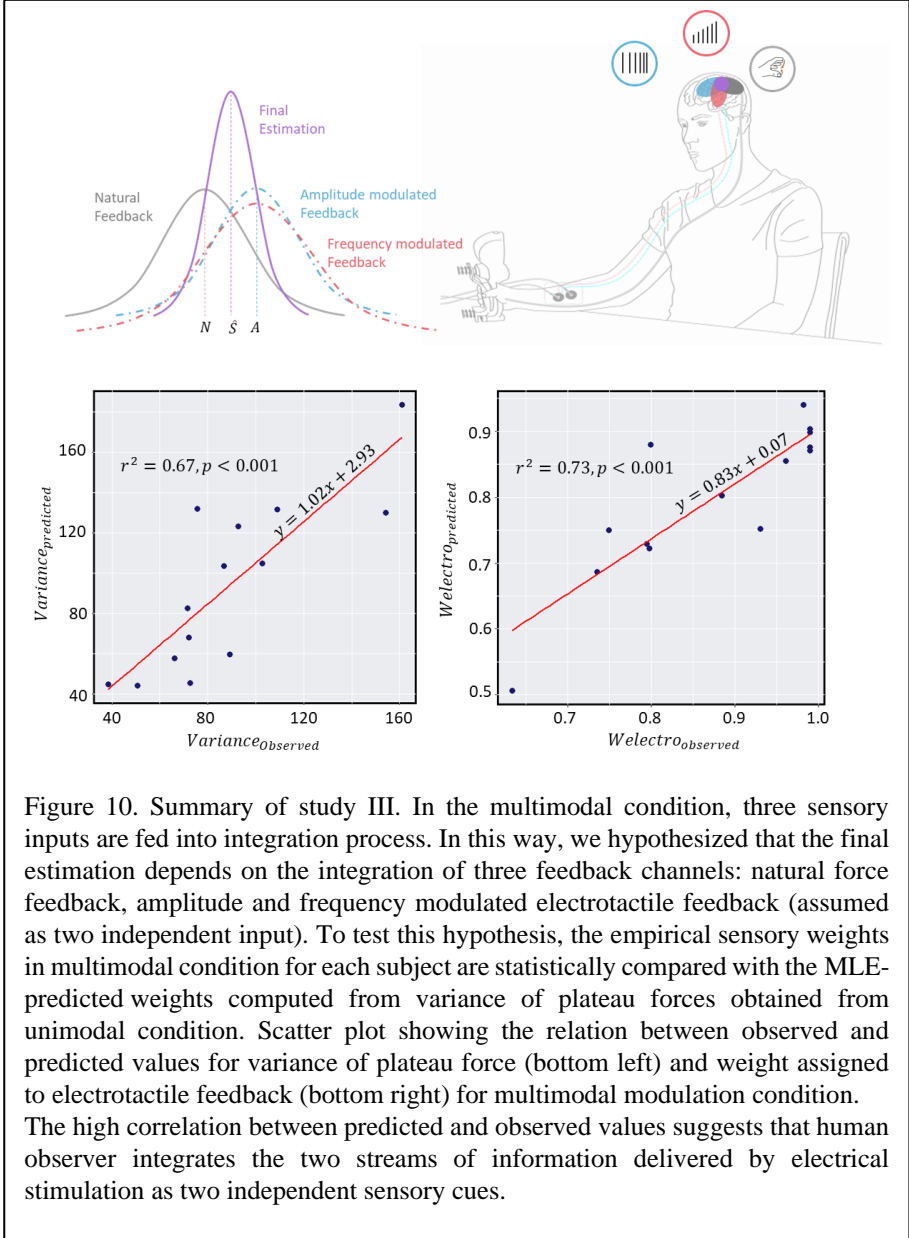 Final
Estimation
Natural
Feedback
Amplitude modulated
Feedback
Frequency modulated
Feedback
N Ŝ A
r² = 0.67, p < 0.001
y = 1.02x + 2.93
Variance_predicted
160
120
80
40
40 80 120 160
Variance_Observed
r² = 0.73, p < 0.001
y = 0.83x + 0.07
Welectro_predicted
0.9
0.8
0.7
0.6
0.5
0.7 0.8 0.9 1.0
Welectro_observed
Figure 10. Summary of study III. In the multimodal condition, three sensory
inputs are fed into integration process. In this way, we hypothesized that the final
estimation depends on the integration of three feedback channels: natural force
feedback, amplitude and frequency modulated electrotactile feedback (assumed
as two independent input). To test this hypothesis, the empirical sensory weights
in multimodal condition for each subject are statistically compared with the MLE-
predicted weights computed from variance of plateau forces obtained from
unimodal condition. Scatter plot showing the relation between observed and
predicted values for variance of plateau force (bottom left) and weight assigned
to electrotactile feedback (bottom right) for multimodal modulation condition.
The high correlation between predicted and observed values suggests that human
observer integrates the two streams of information delivered by electrical
stimulation as two independent sensory cues.